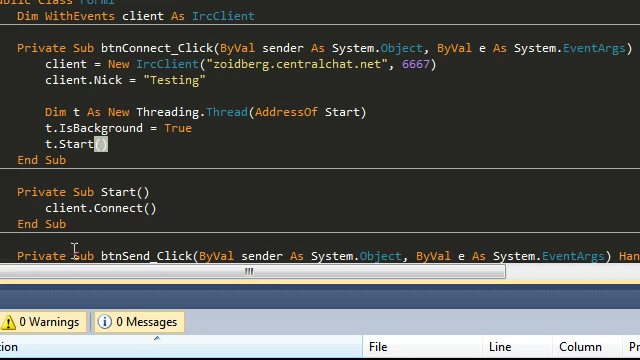 Public Class Form1
Dim WithEvents client As IrcClient
Private Sub btnConnect_Click(ByVal sender As System.Object, ByVal e As System.EventArgs)
client = New IrcClient("zoidberg.centralchat.net", 6667)
client.Nick = "Testing"
Dim t As New Threading.Thread(AddressOf Start)
t.IsBackground = True
t.Start()
End Sub
Private Sub Start()
client.Connect()
End Sub
Private Sub btnSend_Click(ByVal sender As System.Object, ByVal e As System.EventArgs) Han
0 Warnings
0 Messages
tion File Line Column Pr